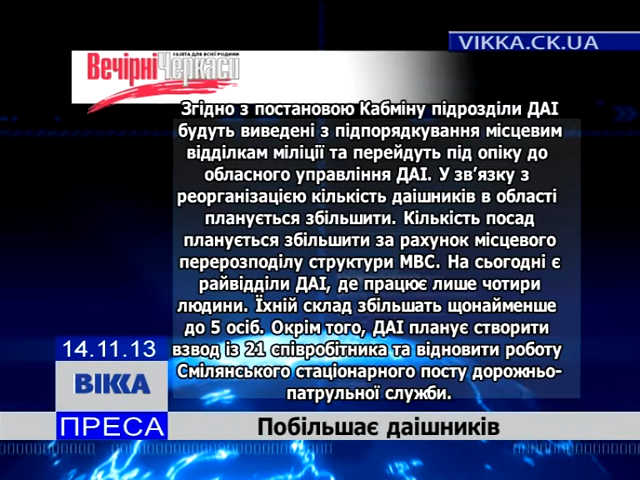 VIKKA.CK.UA
ГАЗЕТА ДЛЯ ВСІЄЇ РОДИНИ
Вечірні Черкаси
Згідно з постановою Кабміну підрозділи ДАІ
будуть виведені з підпорядкування місцевим
відділкам міліції та перейдуть під опіку до
обласного управління ДАІ. У зв’язку з
реорганізацією кількість даішників в області
планується збільшити. Кількість посад
планується збільшити за рахунок місцевого
перерозподілу структури МВС. На сьогодні є
райвідділи ДАІ, де працює лише чотири
людини. Їхній склад збільшать щонайменше
до 5 осіб. Окрім того, ДАІ планує створити
взвод із 21 співробітника та відновити роботу
Смілянського стаціонарного посту дорожньо-
патрульної служби.
14.11.13
ВІККА
ПРЕСА
Побільшає даішників